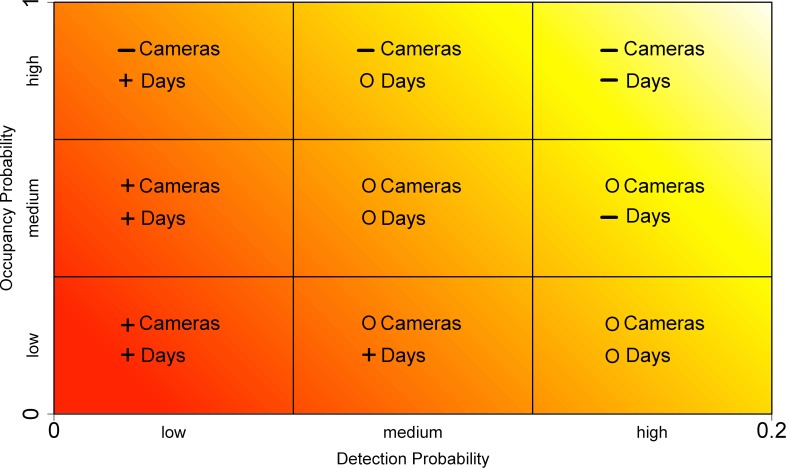 1
high
− Cameras
+ Days
− Cameras
O Days
− Cameras
− Days
Occupancy Probability
medium
+ Cameras
+ Days
O Cameras
O Days
O Cameras
− Days
low
+ Cameras
+ Days
O Cameras
+ Days
O Cameras
O Days
0
0
low
medium
high
0.2
Detection Probability